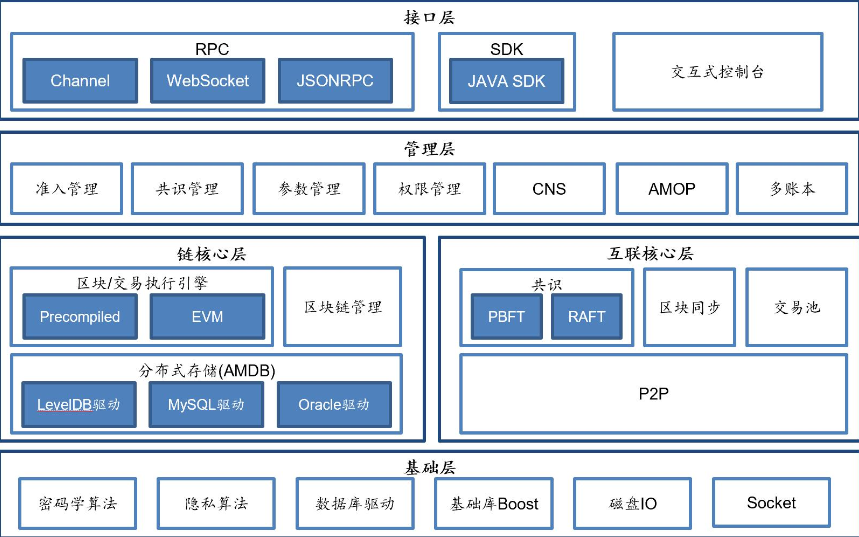 接口层
RPC
Channel
WebSocket
JSONRPC
SDK
JAVA SDK
交互式控制台
管理层
准入管理
共识管理
参数管理
权限管理
CNS
AMOP
多账本
链核心层
区块/交易执行引擎
Precompiled
EVM
区块链管理
分布式存储(AMDB)
LevelDB驱动
MySQL驱动
Oracle驱动
互联核心层
共识
PBFT
RAFT
区块同步
交易池
P2P
基础层
密码学算法
隐私算法
数据库驱动
基础库Boost
磁盘IO
Socket